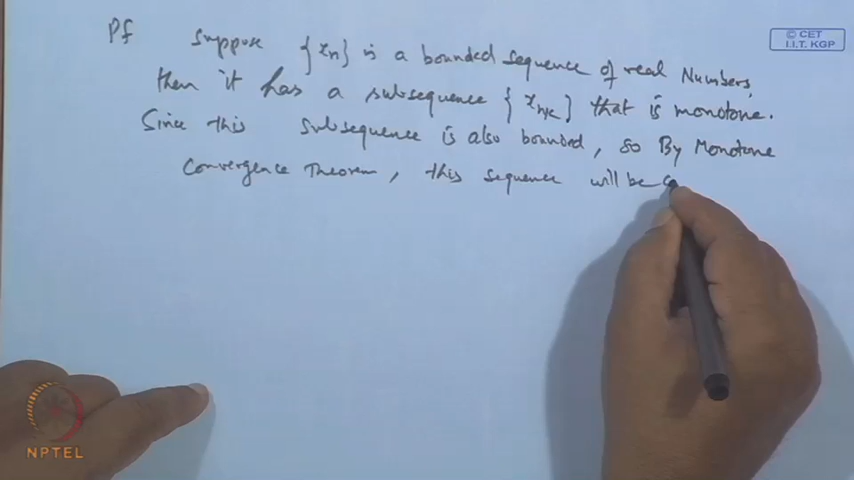 Pf Suppose {xn} is a bounded sequence of real Numbers,
© CET
I.I.T. KGP
then it has a subsequence {xnk} that is monotone.
Since this subsequence is also bounded, so By Monotone
Convergence Theorem, this sequence will be c
NPTEL